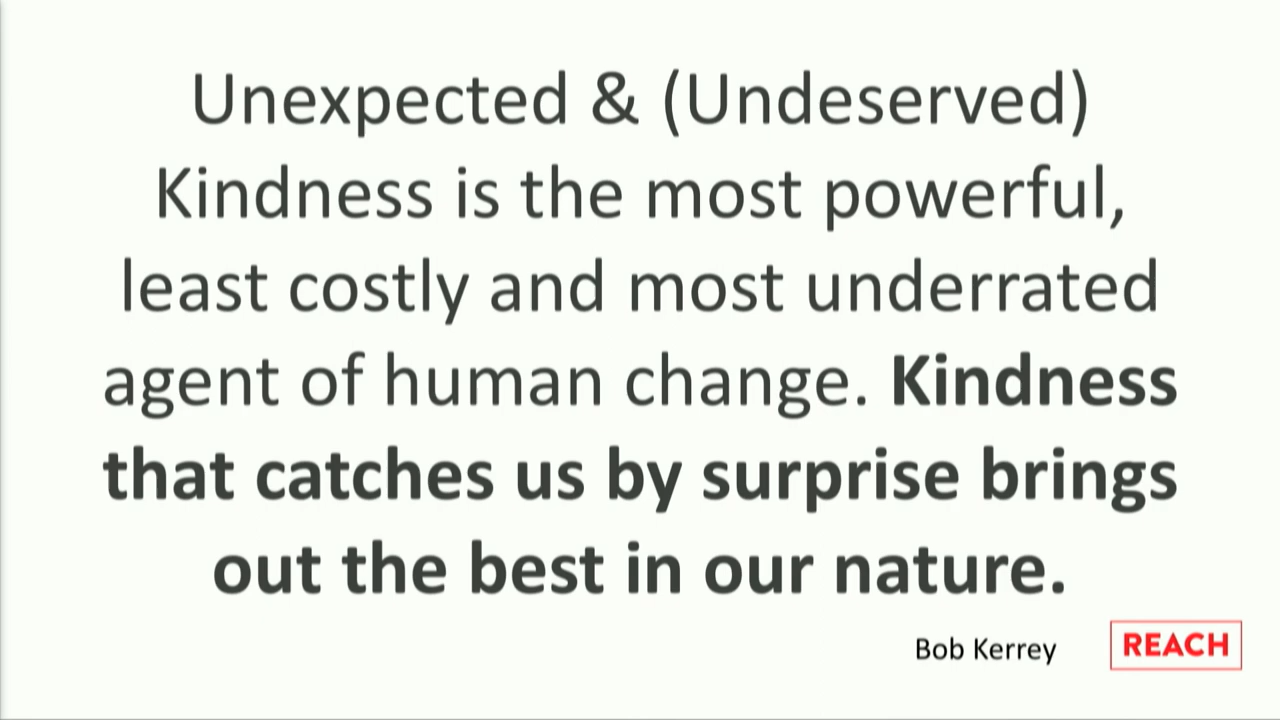 Unexpected & (Undeserved)
Kindness is the most powerful,
least costly and most underrated
agent of human change. Kindness
that catches us by surprise brings
out the best in our nature.
Bob Kerrey
REACH